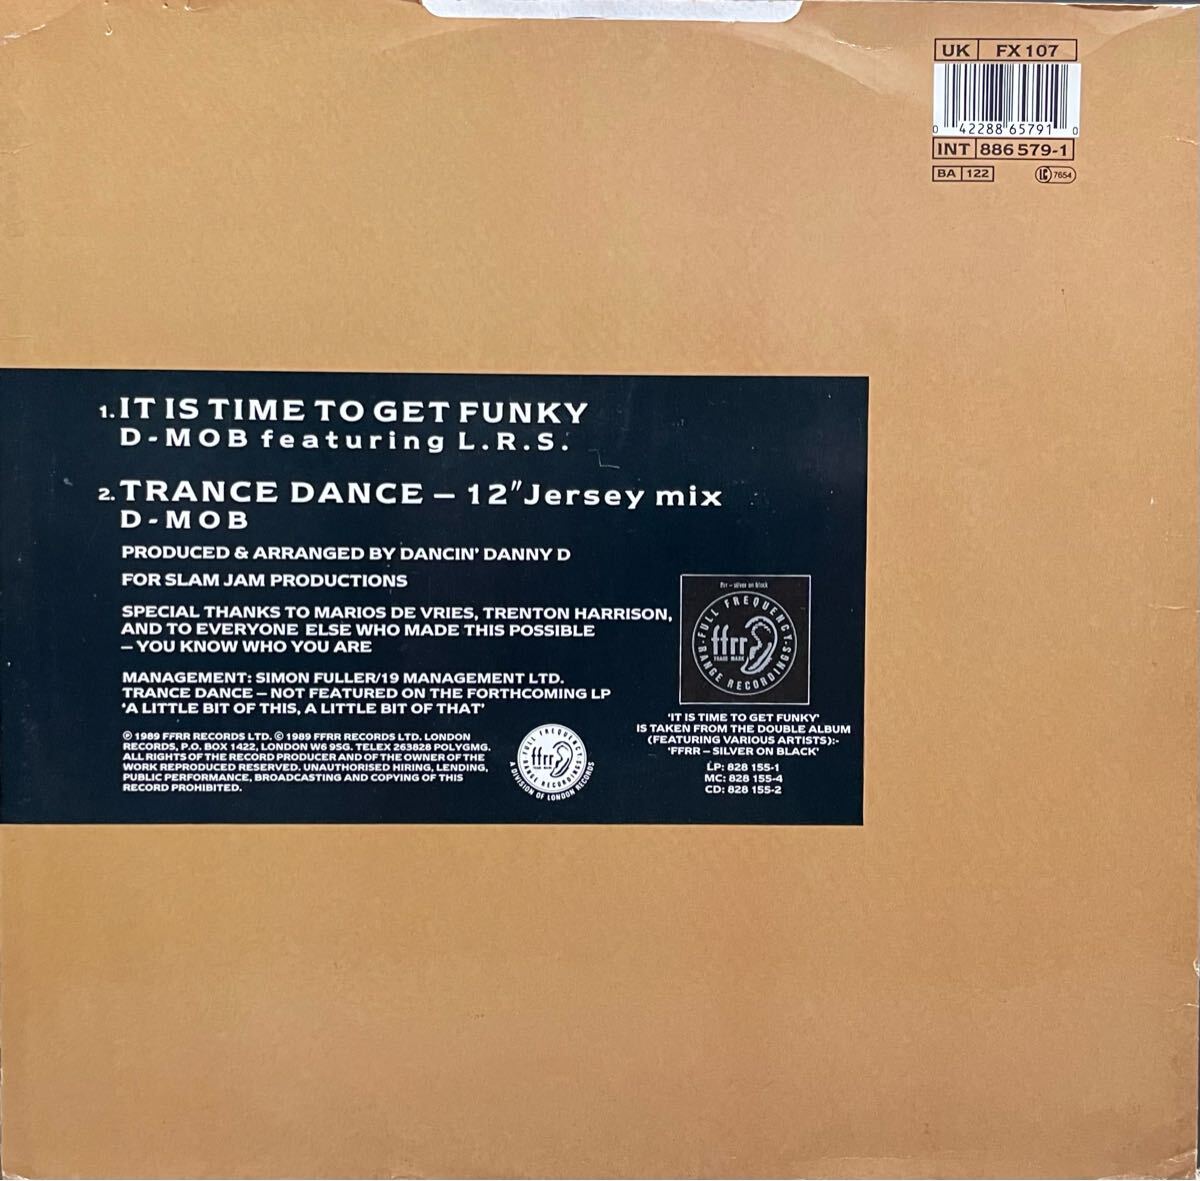 UK FX 107
0 42288 65791 0
INT 886 579-1
BA 122
LC 7654
1. IT IS TIME TO GET FUNKY
D-MOB featuring L.R.S.
2. TRANCE DANCE – 12" Jersey mix
D-MOB
PRODUCED & ARRANGED BY DANCIN' DANNY D
FOR SLAM JAM PRODUCTIONS
SPECIAL THANKS TO MARIOS DE VRIES, TRENTON HARRISON,
AND TO EVERYONE ELSE WHO MADE THIS POSSIBLE
– YOU KNOW WHO YOU ARE
MANAGEMENT: SIMON FULLER/19 MANAGEMENT LTD.
TRANCE DANCE – NOT FEATURED ON THE FORTHCOMING LP
'A LITTLE BIT OF THIS, A LITTLE BIT OF THAT'
℗ 1989 FFRR RECORDS LTD. © 1989 FFRR RECORDS LTD. LONDON
RECORDS, P.O. BOX 1422, LONDON W6 9SG. TELEX 263828 POLYGMG.
ALL RIGHTS OF THE RECORD PRODUCER AND OF THE OWNER OF THE
WORK REPRODUCED RESERVED. UNAUTHORISED HIRING, LENDING,
PUBLIC PERFORMANCE, BROADCASTING AND COPYING OF THIS
RECORD PROHIBITED.
FULL FREQUENCY
ffrr
TRADE MARK
RANGE RECORDINGS
A DIVISION OF LONDON RECORDS
ffrr – silver on black
FULL FREQUENCY
ffrr
TRADE MARK
RANGE RECORDINGS
'IT IS TIME TO GET FUNKY'
IS TAKEN FROM THE DOUBLE ALBUM
(FEATURING VARIOUS ARTISTS):-
'FFRR – SILVER ON BLACK'
LP: 828 155-1
MC: 828 155-4
CD: 828 155-2